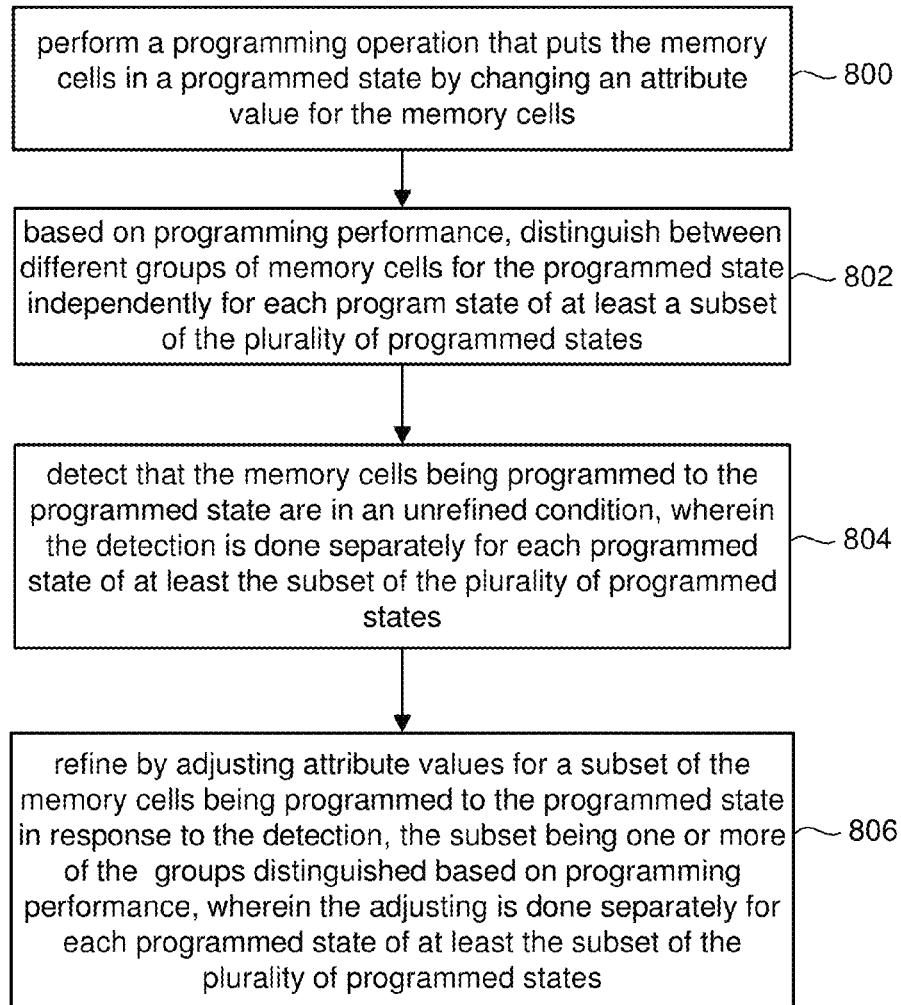 perform a programming operation that puts the memory
cells in a programmed state by changing an attribute
value for the memory cells
800
based on programming performance, distinguish between
different groups of memory cells for the programmed state
independently for each program state of at least a subset
of the plurality of programmed states
802
detect that the memory cells being programmed to the
programmed state are in an unrefined condition, wherein
the detection is done separately for each programmed
state of at least the subset of the plurality of programmed
states
804
refine by adjusting attribute values for a subset of the
memory cells being programmed to the programmed state
in response to the detection, the subset being one or more
of the groups distinguished based on programming
performance, wherein the adjusting is done separately for
each programmed state of at least the subset of the
plurality of programmed states
806